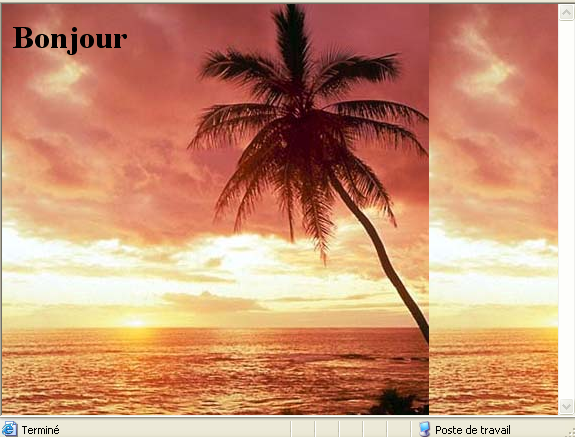 Bonjour
Terminé
Poste de travail